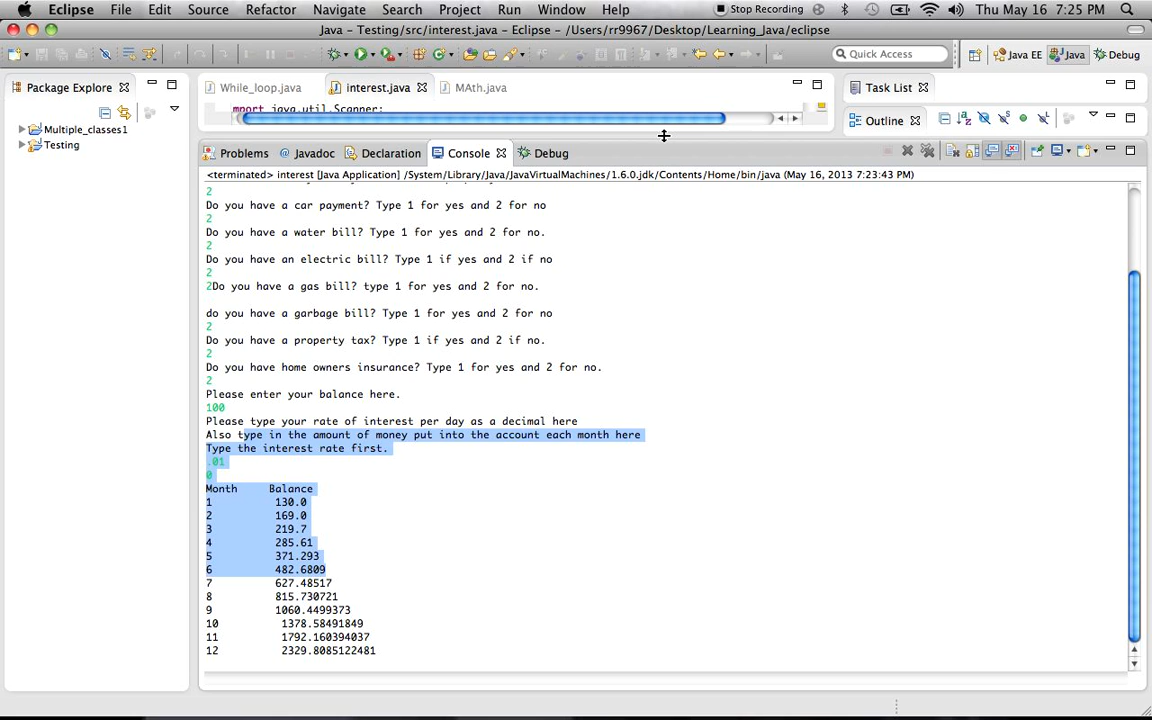 Eclipse File Edit Source Refactor Navigate Search Project Run Window Help Stop Recording Thu May 16 7:25 PM
Java - Testing/src/interest.java - Eclipse - /Users/rr9967/Desktop/Learning_Java/eclipse
Quick Access Java EE Java Debug
Package Explore While_loop.java interest.java MAth.java Task List
mport java.util.Scanner;
Outline
Multiple_classes1
Testing
Problems Javadoc Declaration Console Debug
<terminated> interest [Java Application] /System/Library/Java/JavaVirtualMachines/1.6.0.jdk/Contents/Home/bin/java (May 16, 2013 7:23:43 PM)
2
Do you have a car payment? Type 1 for yes and 2 for no
2
Do you have a water bill? Type 1 for yes and 2 for no.
2
Do you have an electric bill? Type 1 if yes and 2 if no
2
2Do you have a gas bill? type 1 for yes and 2 for no.
do you have a garbage bill? Type 1 for yes and 2 for no
2
Do you have a property tax? Type 1 if yes and 2 if no.
2
Do you have home owners insurance? Type 1 for yes and 2 for no.
2
Please enter your balance here.
100
Please type your rate of interest per day as a decimal here
Also type in the amount of money put into the account each month here
Type the interest rate first.
.01
0
Month Balance
1 130.0
2 169.0
3 219.7
4 285.61
5 371.293
6 482.6809
7 627.48517
8 815.730721
9 1060.4499373
10 1378.58491849
11 1792.160394037
12 2329.8085122481